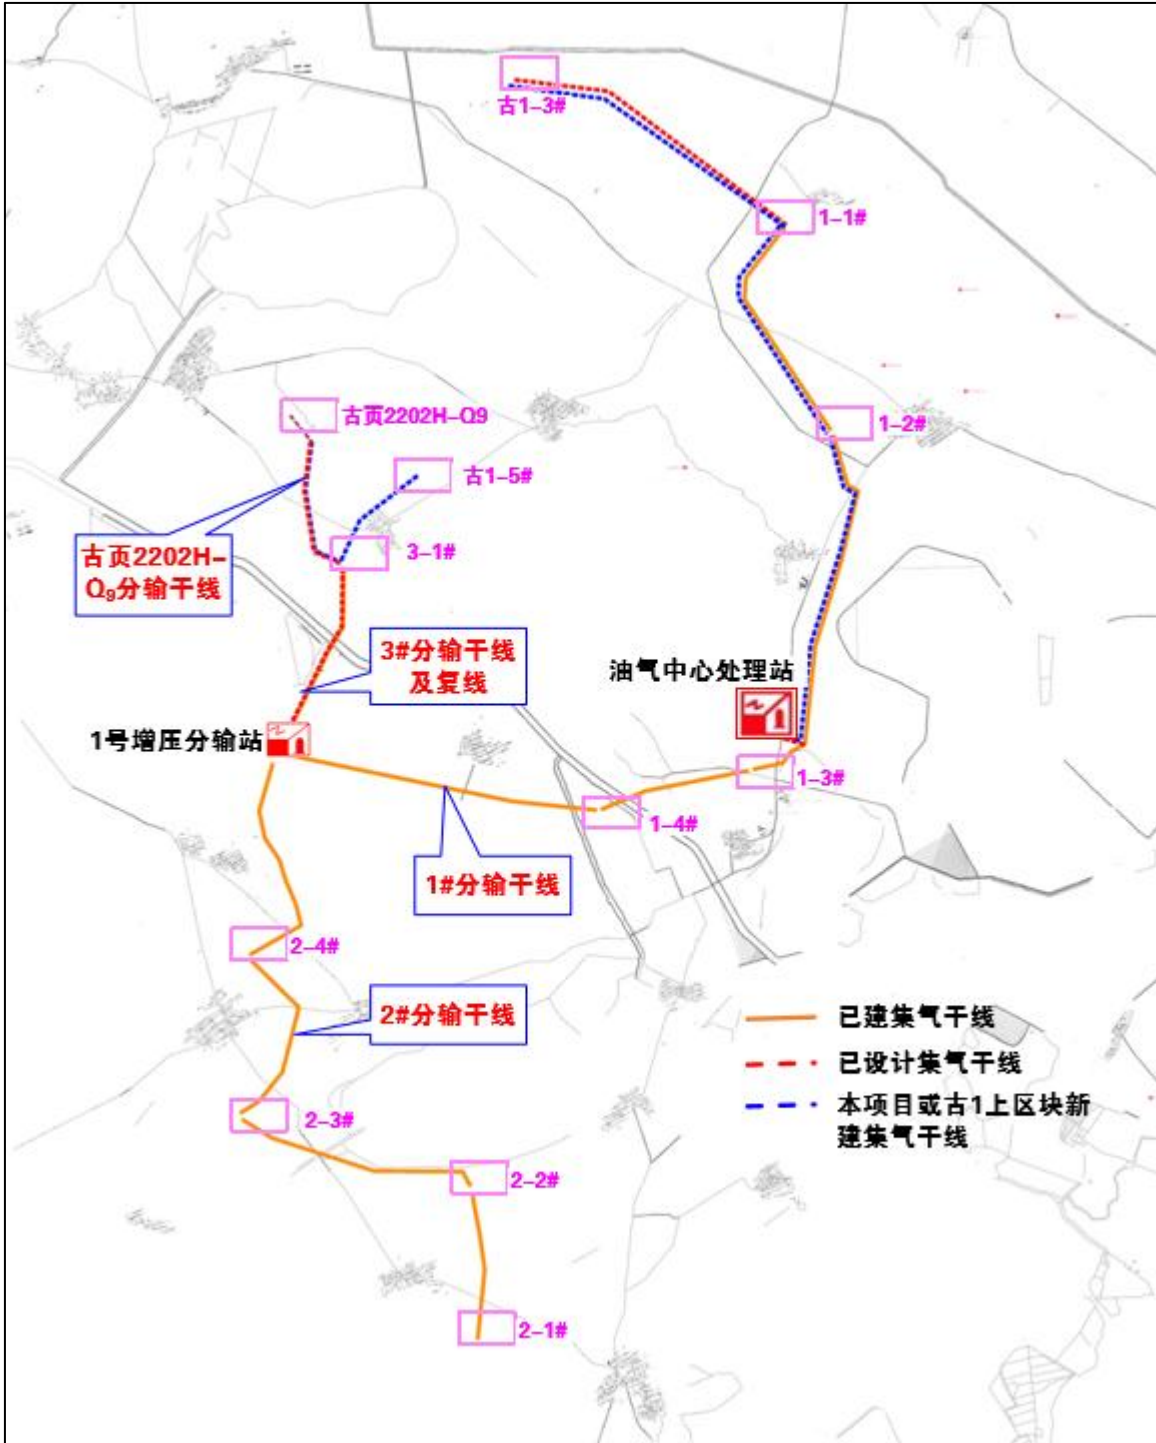 古1-3#
1-1#
古页2202H-Q9
1-2#
古1-5#
3-1#
古页2202H-
Q₉分输干线
3#分输干线
及复线
油气中心处理站
1号增压分输站
1-3#
1-4#
1#分输干线
2-4#
2#分输干线
已建集气干线
已设计集气干线
本项目或古1上区块新
建集气干线
2-3#
2-2#
2-1#